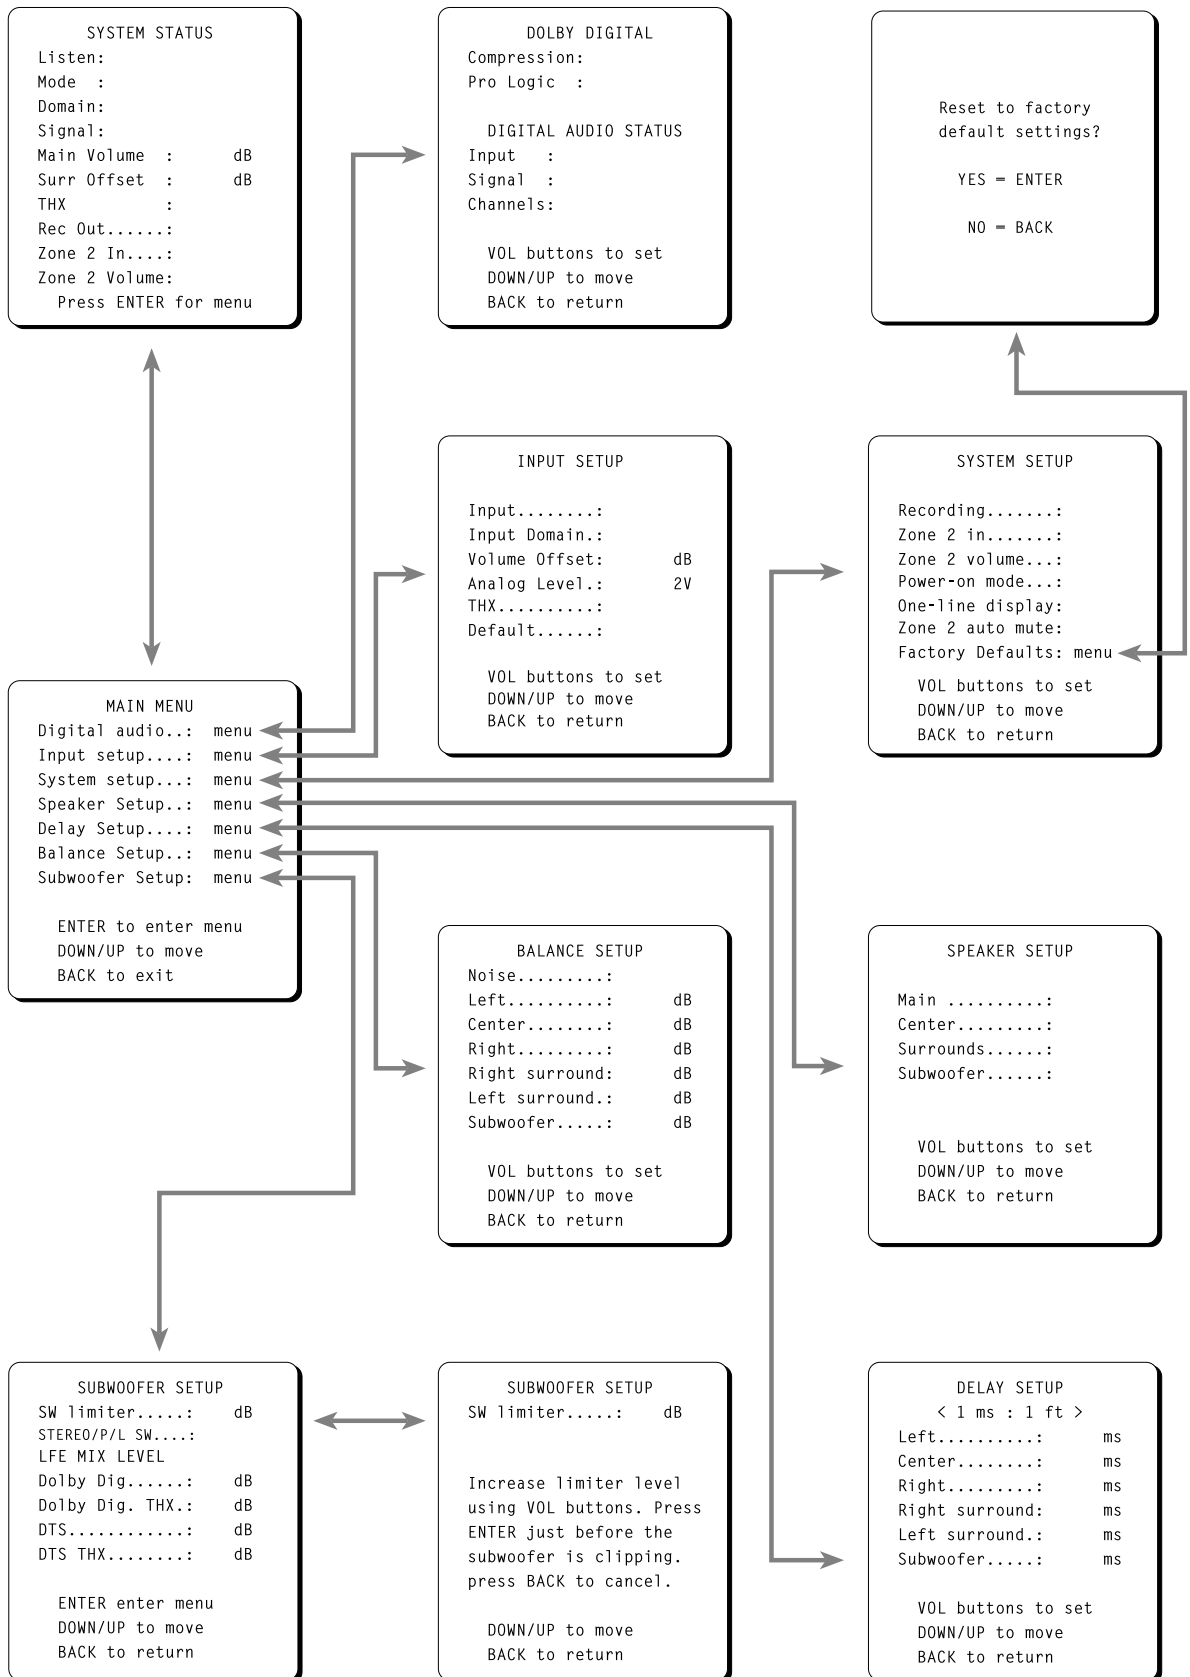 SYSTEM STATUS
Listen:
Mode  :
Domain:
Signal:
Main Volume  :      dB
Surr Offset  :      dB
THX          :
Rec Out......:
Zone 2 In....:
Zone 2 Volume:
Press ENTER for menu
DOLBY DIGITAL
Compression:
Pro Logic  :
DIGITAL AUDIO STATUS
Input   :
Signal  :
Channels:
VOL buttons to set
DOWN/UP to move
BACK to return
Reset to factory
default settings?
YES = ENTER
NO = BACK
INPUT SETUP
Input........:
Input Domain.:
Volume Offset:       dB
Analog Level.:       2V
THX..........:
Default......:
VOL buttons to set
DOWN/UP to move
BACK to return
SYSTEM SETUP
Recording.......:
Zone 2 in.......:
Zone 2 volume...:
Power-on mode...:
One-line display:
Zone 2 auto mute:
Factory Defaults: menu
VOL buttons to set
DOWN/UP to move
BACK to return
MAIN MENU
Digital audio..:  menu
Input setup....:  menu
System setup...:  menu
Speaker Setup..:  menu
Delay Setup....:  menu
Balance Setup..:  menu
Subwoofer Setup:  menu
ENTER to enter menu
DOWN/UP to move
BACK to exit
BALANCE SETUP
Noise.........:
Left..........:      dB
Center........:      dB
Right.........:      dB
Right surround:      dB
Left surround.:      dB
Subwoofer.....:      dB
VOL buttons to set
DOWN/UP to move
BACK to return
SPEAKER SETUP
Main ..........:
Center.........:
Surrounds......:
Subwoofer......:
VOL buttons to set
DOWN/UP to move
BACK to return
SUBWOOFER SETUP
SW limiter.....:    dB
STEREO/P/L SW....:
LFE MIX LEVEL
Dolby Dig......:    dB
Dolby Dig. THX.:    dB
DTS............:    dB
DTS THX........:    dB
ENTER enter menu
DOWN/UP to move
BACK to return
SUBWOOFER SETUP
SW limiter.....:    dB
Increase limiter level
using VOL buttons. Press
ENTER just before the
subwoofer is clipping.
press BACK to cancel.
DOWN/UP to move
BACK to return
DELAY SETUP
< 1 ms : 1 ft >
Left..........:      ms
Center........:      ms
Right.........:      ms
Right surround:      ms
Left surround.:      ms
Subwoofer.....:      ms
VOL buttons to set
DOWN/UP to move
BACK to return